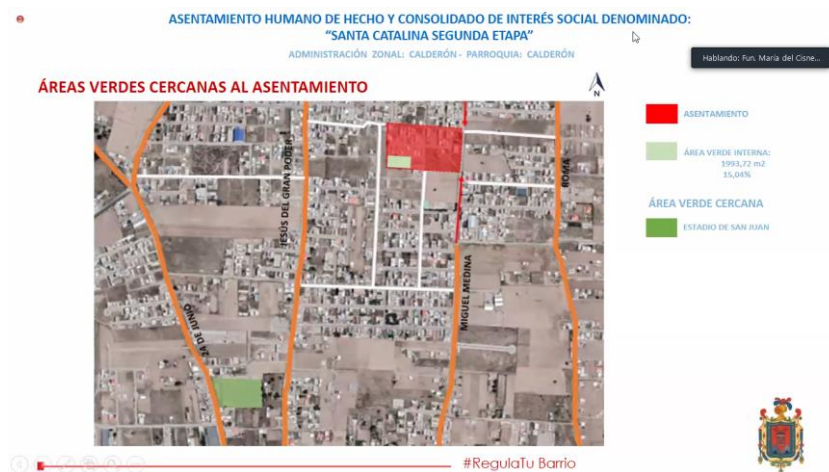 ASENTAMIENTO HUMANO DE HECHO Y CONSOLIDADO DE INTERÉS SOCIAL DENOMINADO:
“SANTA CATALINA SEGUNDA ETAPA”
ADMINISTRACIÓN ZONAL: CALDERÓN - PARROQUIA: CALDERÓN
Hablando: Fun. María del Cisne...
ÁREAS VERDES CERCANAS AL ASENTAMIENTO
N
ASENTAMIENTO
ÁREA VERDE INTERNA:
1993,72 m2
15,04%
ÁREA VERDE CERCANA
ESTADIO DE SAN JUAN
JESÚS DEL GRAN PODER
ROMA
MIGUEL MEDINA
24 DE JUNIO
#RegulaTu Barrio